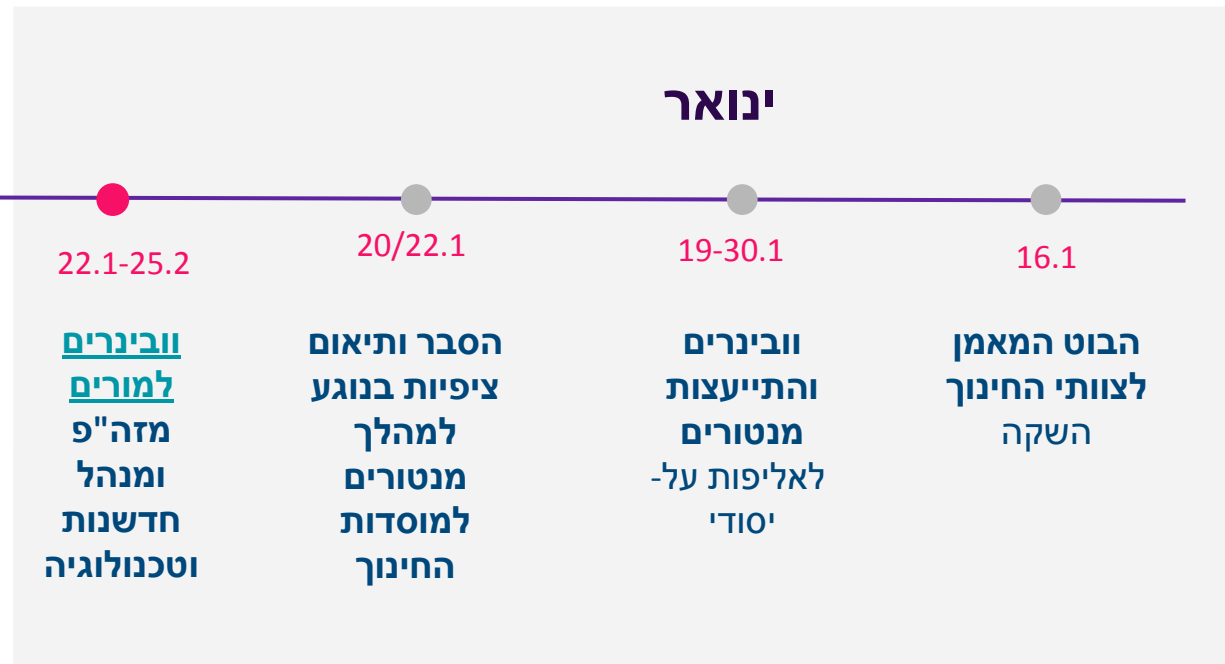 ינואר
16.1
הבוט המאמן
לצוותי החינוך
השקה
19-30.1
וובינרים
והתייעצות
מנטורים
לאליפות על-
יסודי
20/22.1
הסבר ותיאום
ציפיות בנוגע
למהלך
מנטורים
למוסדות
החינוך
22.1-25.2
וובינרים
למורים
מזה"פ
ומנהל
חדשנות
וטכנולוגיה